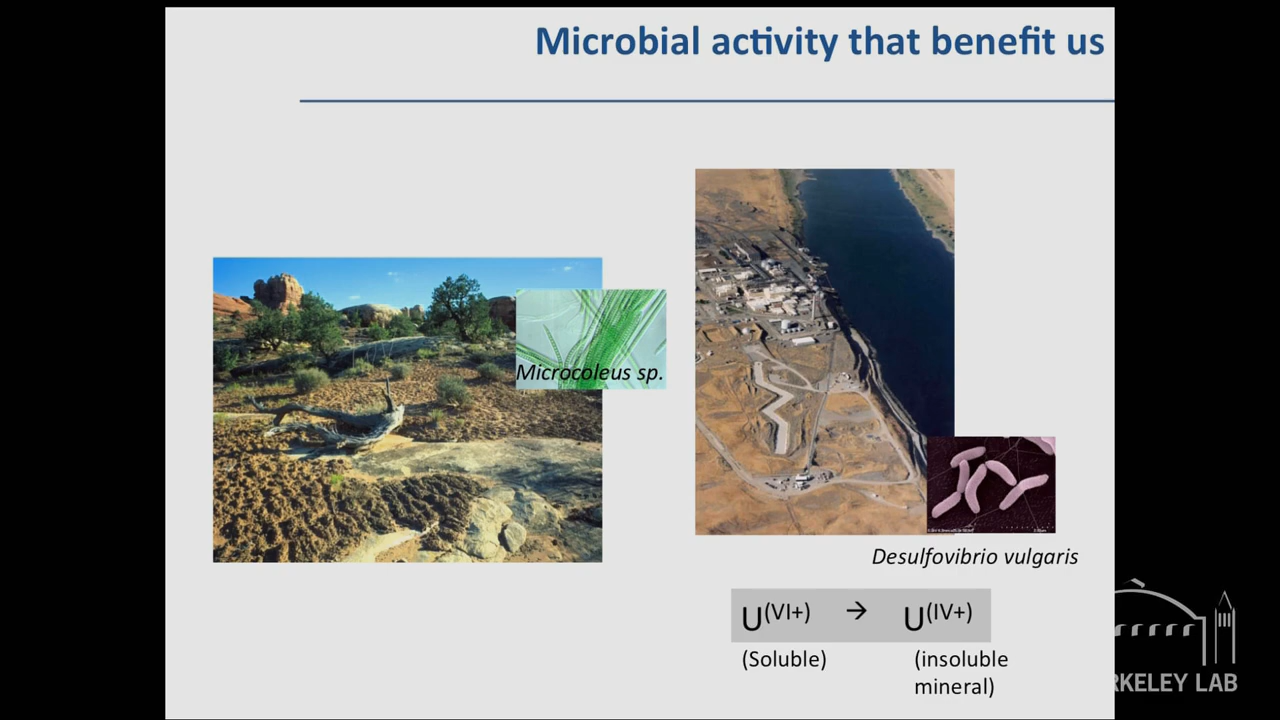 Microbial activity that benefit us
Microcoleus sp.
Desulfovibrio vulgaris
U(VI+) → U(IV+)
(Soluble) (insoluble
mineral)
RKELEY LAB